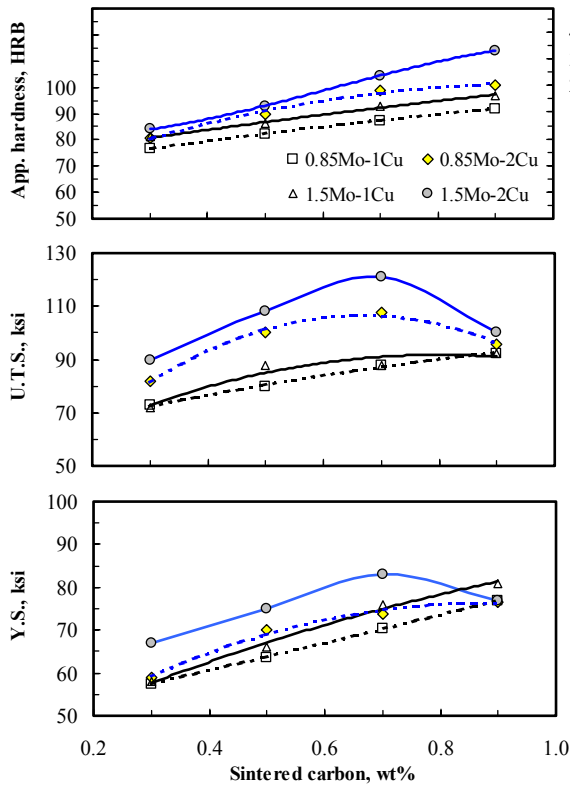 App. hardness, HRB
100
90
80
70
60
50
0.85Mo-1Cu
0.85Mo-2Cu
1.5Mo-1Cu
1.5Mo-2Cu
U.T.S., ksi
130
110
90
70
50
Y.S., ksi
100
90
80
70
60
50
0.2
0.4
0.6
0.8
1.0
Sintered carbon, wt%